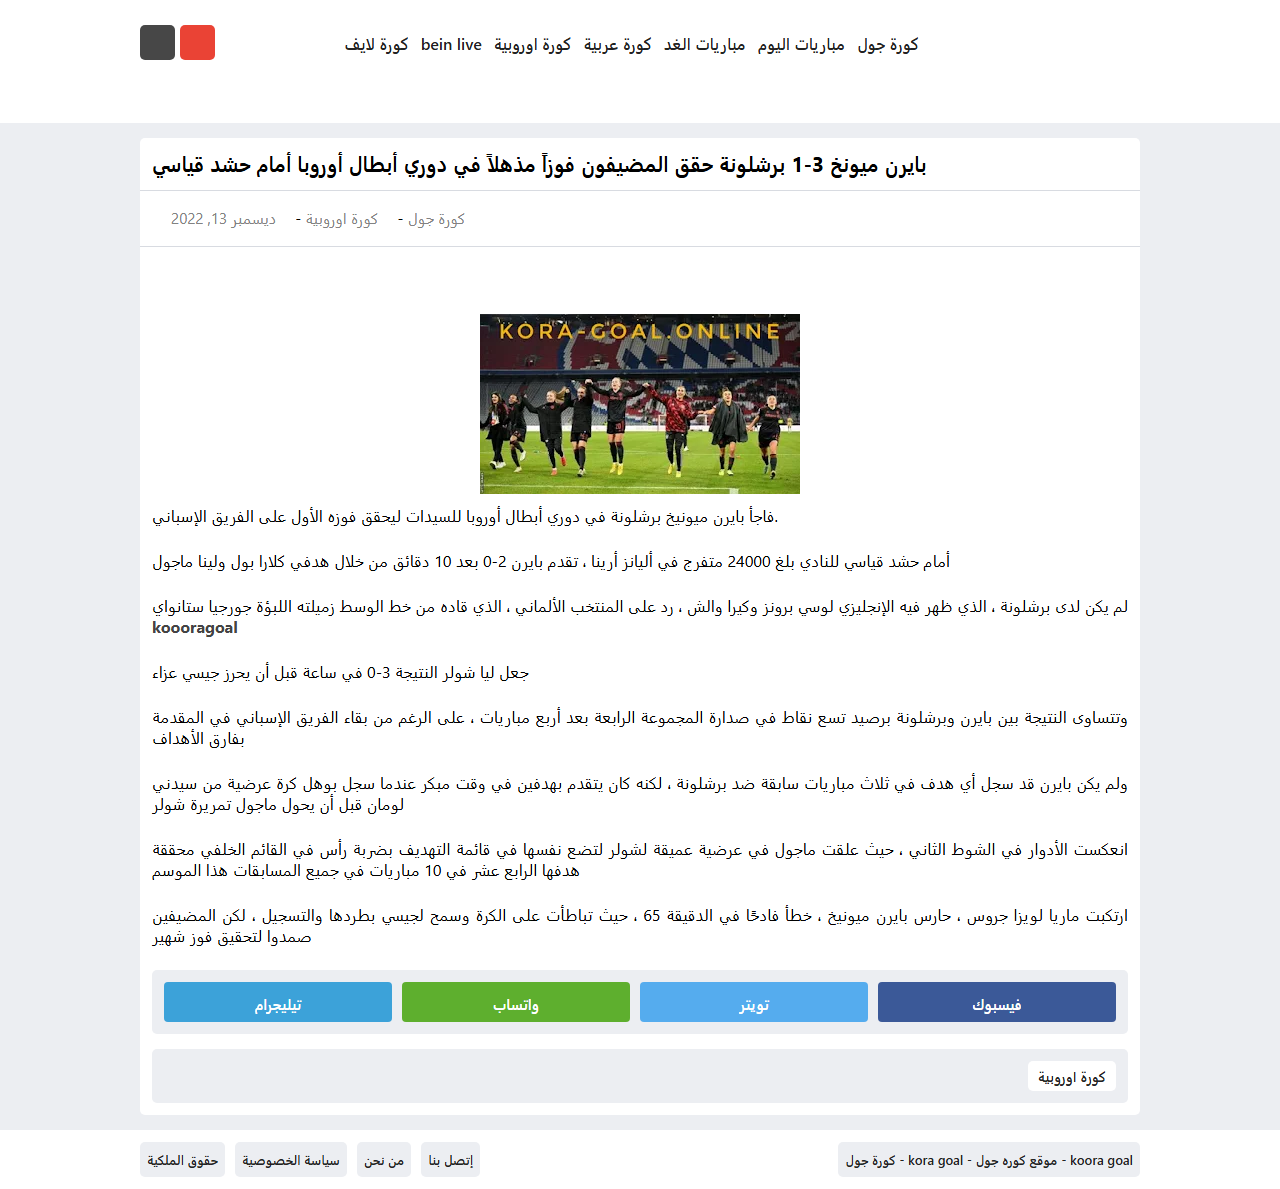 كورة جول مباريات اليوم مباريات الغد كورة عربية كورة اوروبية bein live كورة لايف
بايرن ميونخ 3-1 برشلونة حقق المضيفون فوزاً مذهلاً في دوري أبطال أوروبا أمام حشد قياسي
كورة جول - كورة اوروبية - ديسمبر 13, 2022
KORA-GOAL.ONLINE
فاجأ بايرن ميونيخ برشلونة في دوري أبطال أوروبا للسيدات ليحقق فوزه الأول على الفريق الإسباني.
أمام حشد قياسي للنادي بلغ 24000 متفرج في أليانز أرينا ، تقدم بايرن 2-0 بعد 10 دقائق من خلال هدفي كلارا بول ولينا ماجول
لم يكن لدى برشلونة ، الذي ظهر فيه الإنجليزي لوسي برونز وكيرا والش ، رد على المنتخب الألماني ، الذي قاده من خط الوسط زميلته اللبؤة جورجيا ستانواي
koooragoal
جعل ليا شولر النتيجة 3-0 في ساعة قبل أن يحرز جيسي عزاء
وتتساوى النتيجة بين بايرن وبرشلونة برصيد تسع نقاط في صدارة المجموعة الرابعة بعد أربع مباريات ، على الرغم من بقاء الفريق الإسباني في المقدمة
بفارق الأهداف
ولم يكن بايرن قد سجل أي هدف في ثلاث مباريات سابقة ضد برشلونة ، لكنه كان يتقدم بهدفين في وقت مبكر عندما سجل بوهل كرة عرضية من سيدني
لومان قبل أن يحول ماجول تمريرة شولر
انعكست الأدوار في الشوط الثاني ، حيث علقت ماجول في عرضية عميقة لشولر لتضع نفسها في قائمة التهديف بضربة رأس في القائم الخلفي محققة
هدفها الرابع عشر في 10 مباريات في جميع المسابقات هذا الموسم
ارتكبت ماريا لويزا جروس ، حارس بايرن ميونيخ ، خطأ فادحًا في الدقيقة 65 ، حيث تباطأت على الكرة وسمح لجيسي بطردها والتسجيل ، لكن المضيفين
صمدوا لتحقيق فوز شهير
فيسبوك تويتر واتساب تيليجرام
كورة اوروبية
koora goal - موقع كوره جول - kora goal - كورة جول
إتصل بنا من نحن سياسة الخصوصية حقوق الملكية